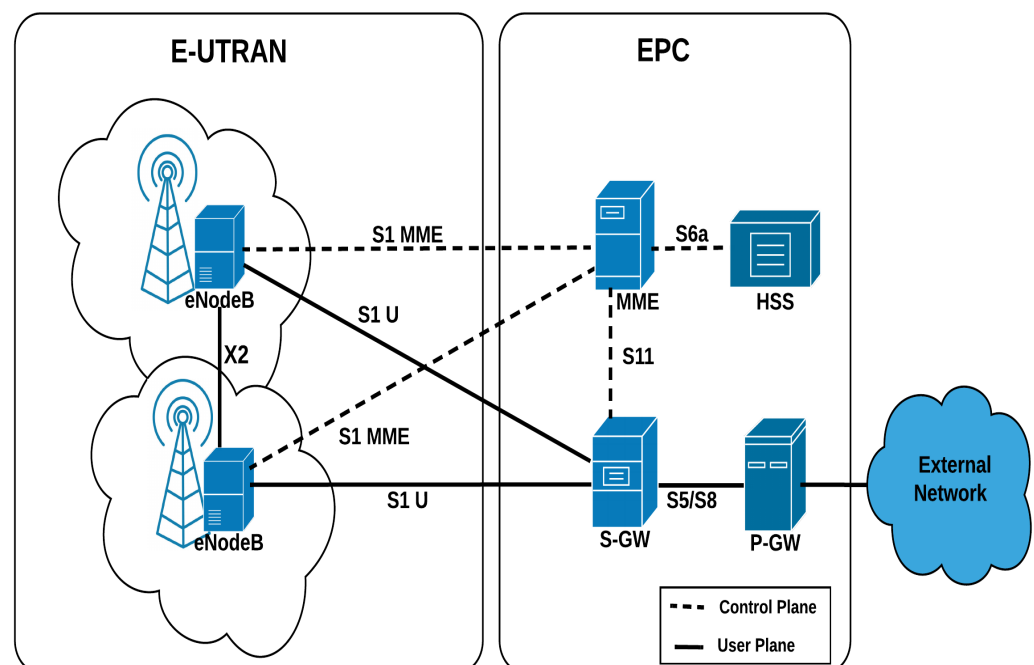 E-UTRAN
EPC
S1 MME
S6a
eNodeB
MME
HSS
S1 U
X2
S11
S1 MME
External
Network
S1 U
S5/S8
eNodeB
S-GW
P-GW
Control Plane
User Plane